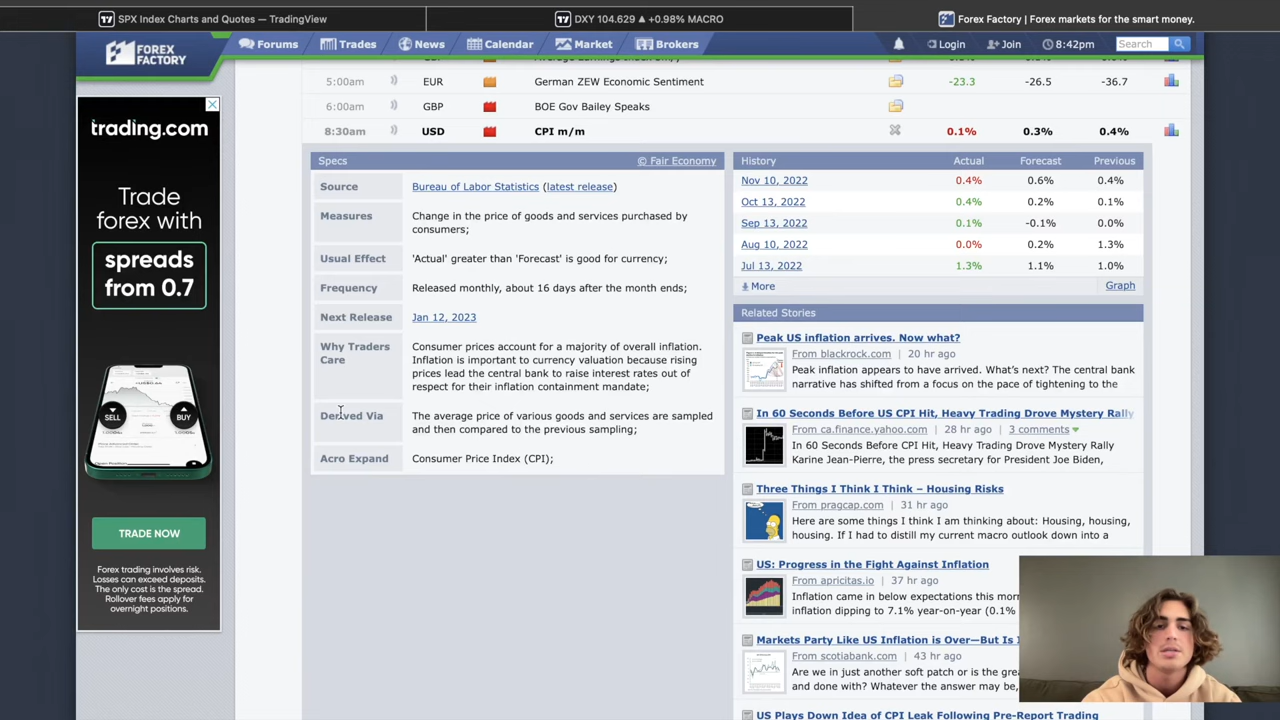 SPX Index Charts and Quotes — TradingView
DXY 104.629 ▲ +0.98% MACRO
Forex Factory | Forex markets for the smart money.
FOREX FACTORY
Forums
Trades
News
Calendar
Market
Brokers
Login
Join
8:42pm
Search
5:00am EUR German ZEW Economic Sentiment -23.3 -26.5 -36.7
6:00am GBP BOE Gov Bailey Speaks
8:30am USD CPI m/m 0.1% 0.3% 0.4%
Specs © Fair Economy
Source Bureau of Labor Statistics (latest release)
Measures Change in the price of goods and services purchased by
consumers;
Usual Effect 'Actual' greater than 'Forecast' is good for currency;
Frequency Released monthly, about 16 days after the month ends;
Next Release Jan 12, 2023
Why Traders Care Consumer prices account for a majority of overall inflation.
Inflation is important to currency valuation because rising
prices lead the central bank to raise interest rates out of
respect for their inflation containment mandate;
Derived Via The average price of various goods and services are sampled
and then compared to the previous sampling;
Acro Expand Consumer Price Index (CPI);
History Actual Forecast Previous
Nov 10, 2022 0.4% 0.6% 0.4%
Oct 13, 2022 0.4% 0.2% 0.1%
Sep 13, 2022 0.1% -0.1% 0.0%
Aug 10, 2022 0.0% 0.2% 1.3%
Jul 13, 2022 1.3% 1.1% 1.0%
More Graph
Related Stories
Peak US inflation arrives. Now what?
From blackrock.com | 20 hr ago
Peak inflation appears to have arrived. What's next? The central bank
narrative has shifted from a focus on the pace of tightening to the
In 60 Seconds Before US CPI Hit, Heavy Trading Drove Mystery Rally
From ca.finance.yahoo.com | 28 hr ago | 3 comments
In 60 Seconds Before CPI Hit, Heavy Trading Drove Mystery Rally
Karine Jean-Pierre, the press secretary for President Joe Biden,
Three Things I Think I Think – Housing Risks
From pragcap.com | 31 hr ago
Here are some things I think I am thinking about: Housing, housing,
housing. If I had to distill my current macro outlook down into a
US: Progress in the Fight Against Inflation
From apricitas.io | 37 hr ago
Inflation came in below expectations this
inflation dipping to 7.1% year-on-year (0.1%
Markets Party Like US Inflation is Over—But Is
From scotiabank.com | 43 hr ago
Are we in just another soft patch or is the
and done with? Whatever the answer may be,
US Plays Down Idea of CPI Leak Following Pre-Report Trading
trading.com
Trade
forex with
spreads
from 0.7
SELL
BUY
TRADE NOW
Forex trading involves risk.
Losses can exceed deposits.
The only cost is the spread.
Rollover fees apply for
overnight positions.